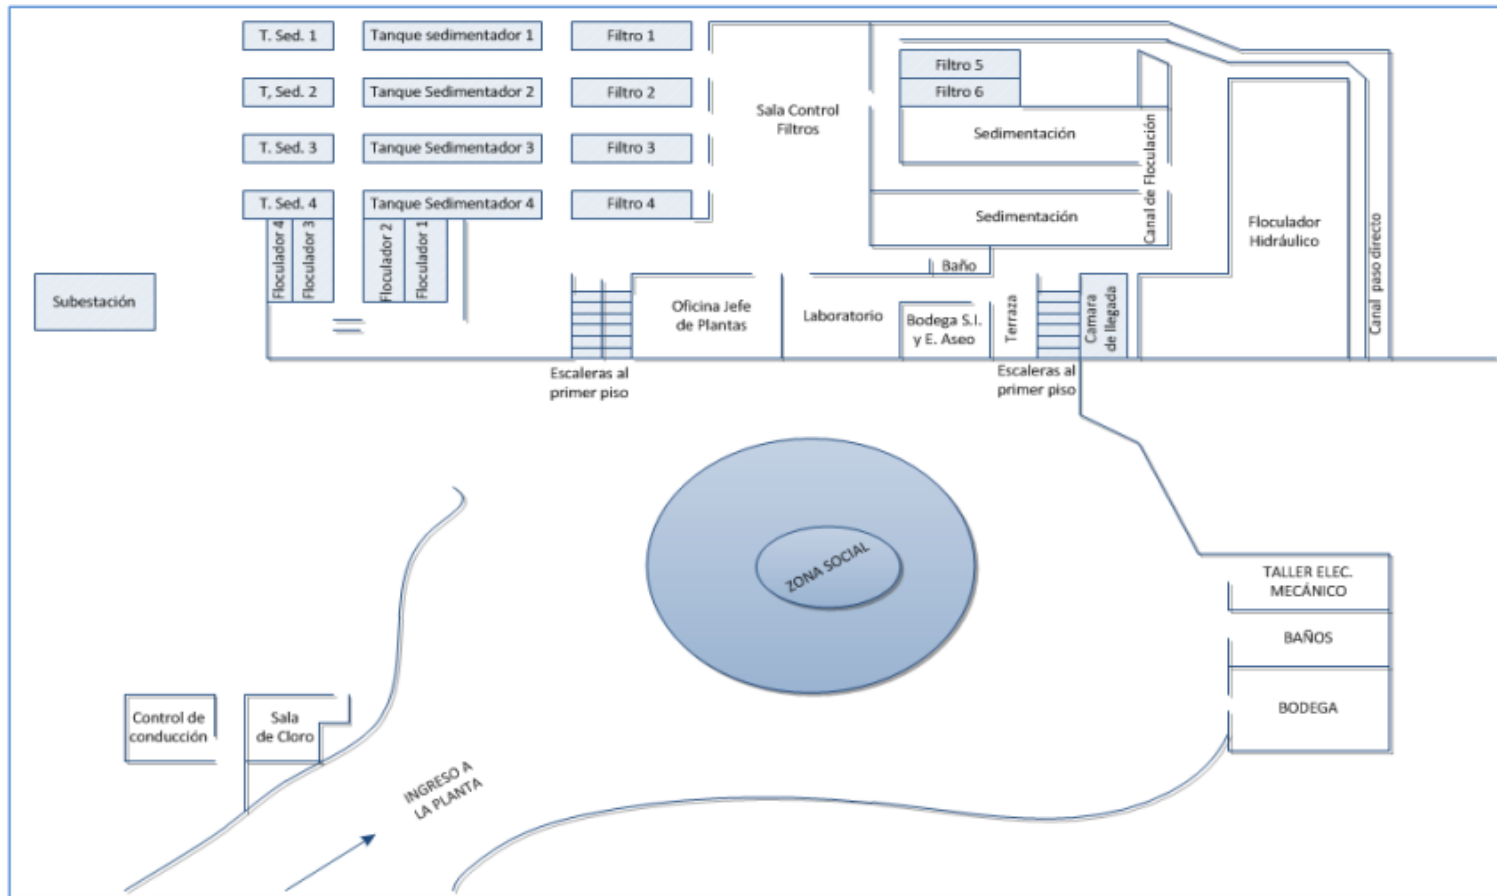 T. Sed. 1
Tanque sedimentador 1
Filtro 1
Filtro 5
T, Sed. 2
Tanque Sedimentador 2
Filtro 2
Filtro 6
Sala Control
Filtros
T. Sed. 3
Tanque Sedimentador 3
Filtro 3
Sedimentación
Canal de Floculación
T. Sed. 4
Tanque Sedimentador 4
Filtro 4
Sedimentación
Floculador
Hidráulico
Canal paso directo
Floculador 4
Floculador 3
Floculador 2
Floculador 1
Baño
Subestación
Oficina Jefe
de Plantas
Laboratorio
Bodega S.I.
y E. Aseo
Terraza
Camara
de llegada
Escaleras al
primer piso
Escaleras al
primer piso
ZONA SOCIAL
TALLER ELEC.
MECÁNICO
BAÑOS
BODEGA
Control de
conducción
Sala
de Cloro
INGRESO A
LA PLANTA